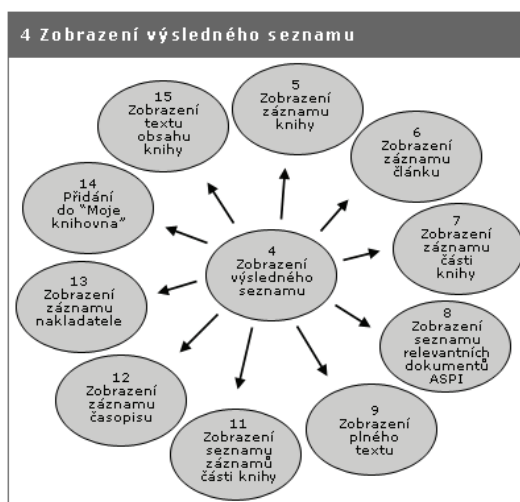 4 Zobrazení výsledného seznamu
15
Zobrazení
textu
obsahu
knihy
5
Zobrazení
záznamu
knihy
6
Zobrazení
záznamu
článku
14
Přidání
do "Moje
knihovna"
4
Zobrazení
výsledného
seznamu
7
Zobrazení
záznamu
části
knihy
13
Zobrazení
záznamu
nakladatele
8
Zobrazení
seznamu
relevantních
dokumentů
ASPI
12
Zobrazení
záznamu
časopisu
11
Zobrazení
seznamu
záznamů
části knihy
9
Zobrazení
plného
textu